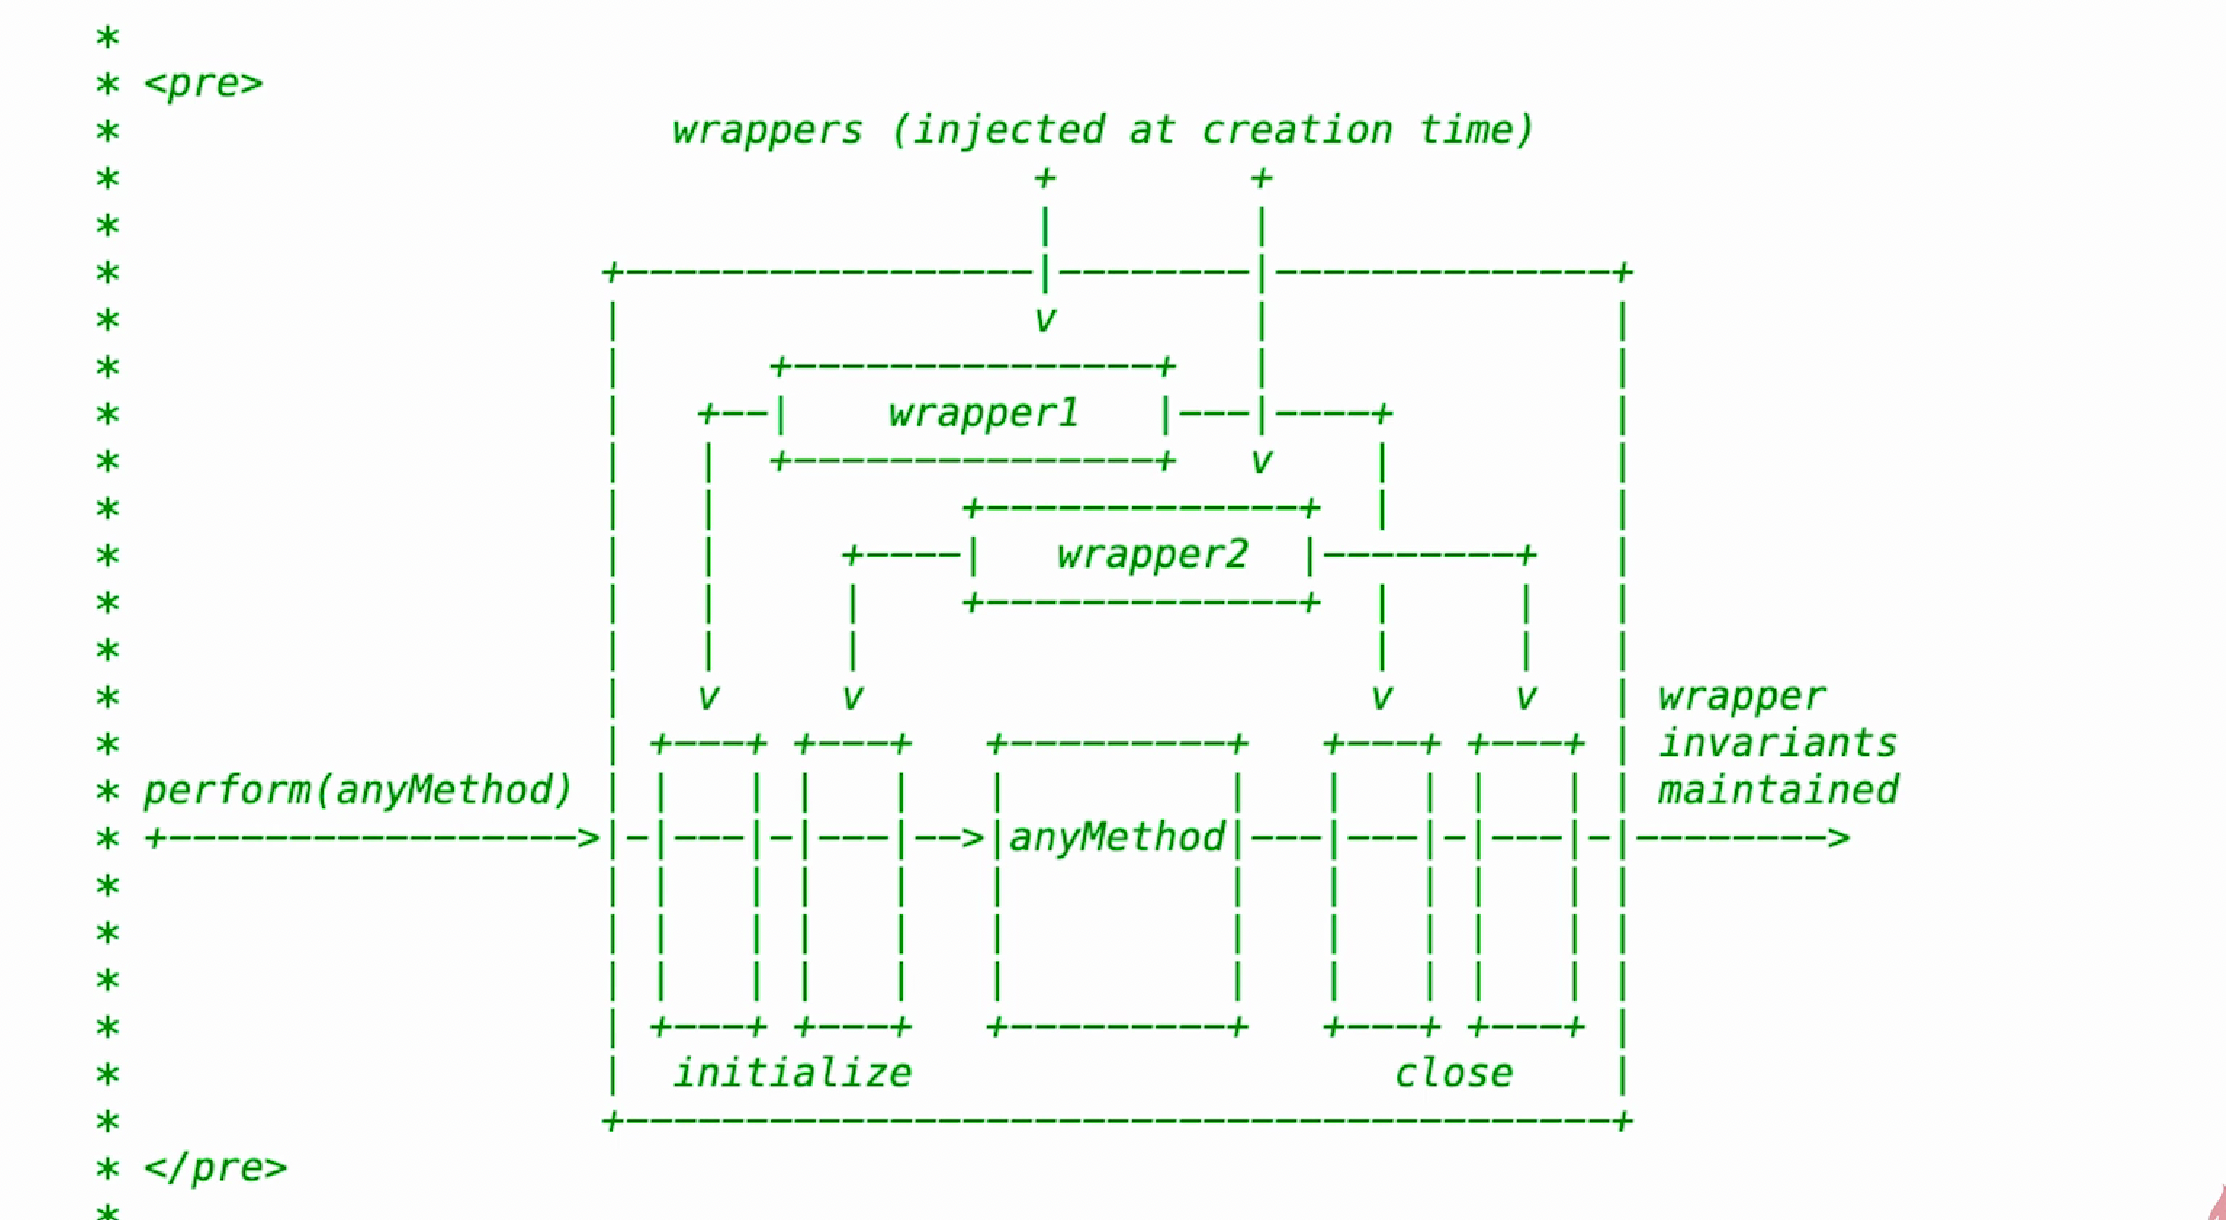 *
* <pre>
*                       wrappers (injected at creation time)
*                                      +        +
*                                      |        |
*                    +-----------------|--------|--------------+
*                    |                 v        |              |
*                    |      +---------------+   |              |
*                    |   +--|    wrapper1   |---|----+         |
*                    |   |  +---------------+   v    |         |
*                    |   |          +-------------+  |         |
*                    |   |     +----|   wrapper2  |--------+   |
*                    |   |     |    +-------------+  |     |   |
*                    |   |     |                     |     |   |
*                    |   v     v                     v     v   | wrapper
*                    | +---+ +---+   +---------+   +---+ +---+ | invariants
* perform(anyMethod) | |   | |   |   |         |   |   | |   | | maintained
* +----------------->|-|---|-|---|-->|anyMethod|---|---|-|---|-|-------->
*                    | |   | |   |   |         |   |   | |   | |
*                    | |   | |   |   |         |   |   | |   | |
*                    | |   | |   |   |         |   |   | |   | |
*                    | +---+ +---+   +---------+   +---+ +---+ |
*                    |  initialize                    close    |
*                    +-----------------------------------------+
* </pre>
*